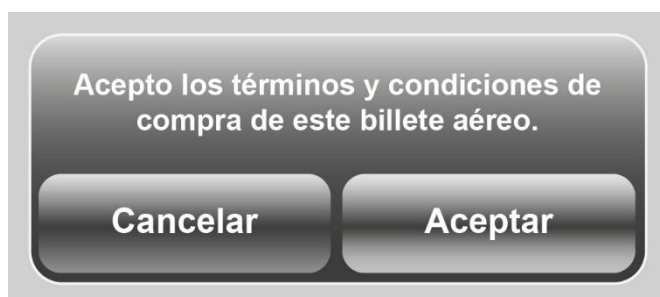 Acepto los términos y condiciones de
compra de este billete aéreo.
Cancelar
Aceptar